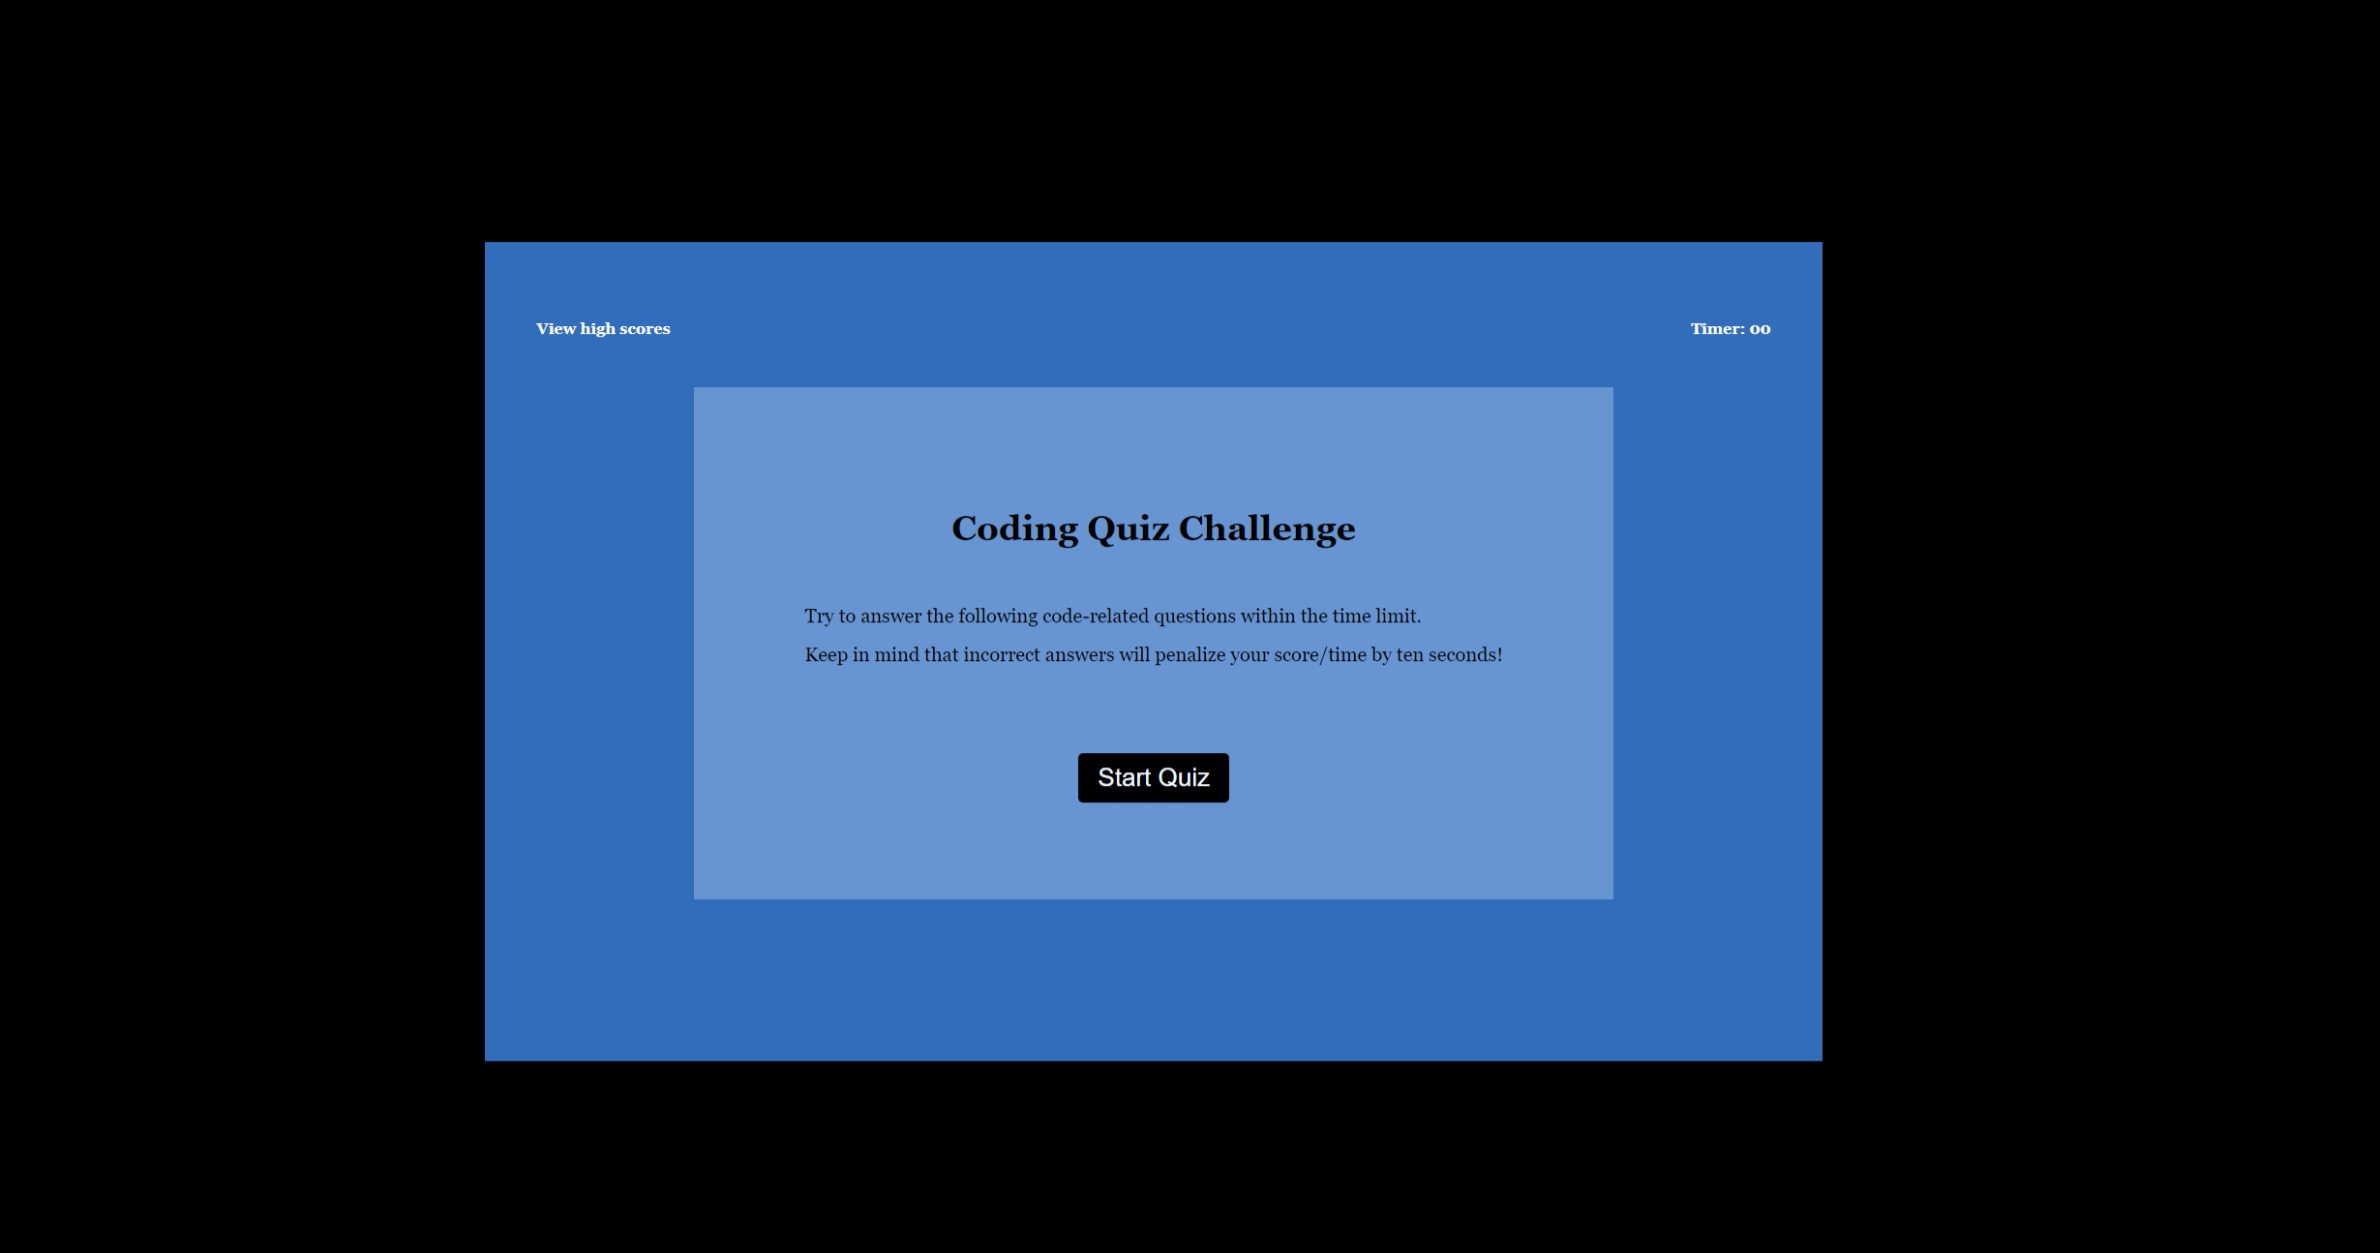 View high scores
Timer: 00
Coding Quiz Challenge
Try to answer the following code-related questions within the time limit.
Keep in mind that incorrect answers will penalize your score/time by ten seconds!
Start Quiz